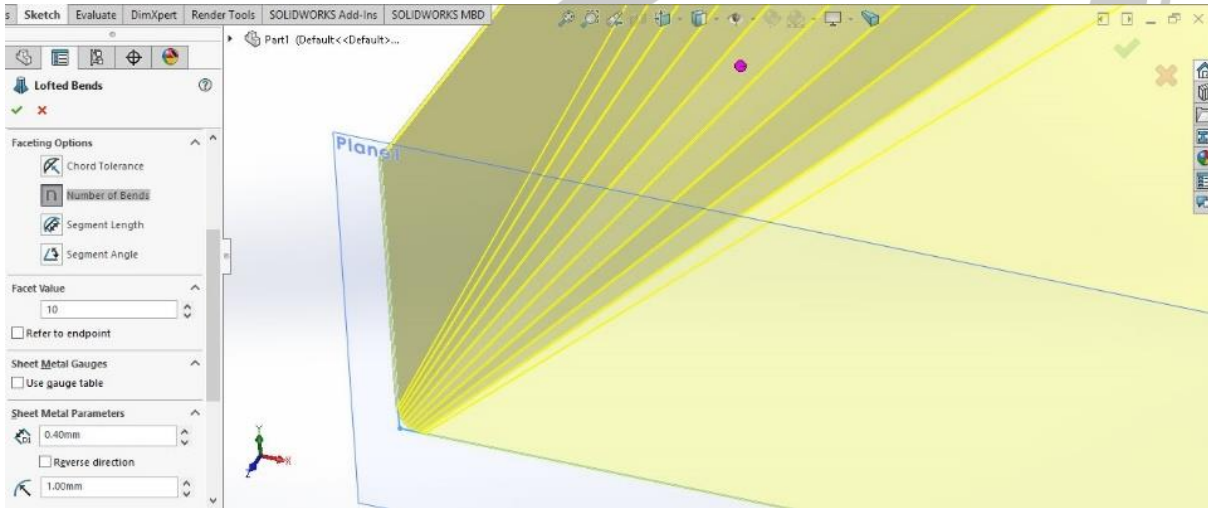 s Sketch Evaluate DimXpert Render Tools SOLIDWORKS Add-Ins SOLIDWORKS MBD
Part1 (Default<<Default>...
Lofted Bends
Faceting Options
Chord Tolerance
Number of Bends
Segment Length
Segment Angle
Facet Value
10
Refer to endpoint
Sheet Metal Gauges
Use gauge table
Sheet Metal Parameters
0.40mm
Reverse direction
1.00mm
Plane1
Y
X
Z